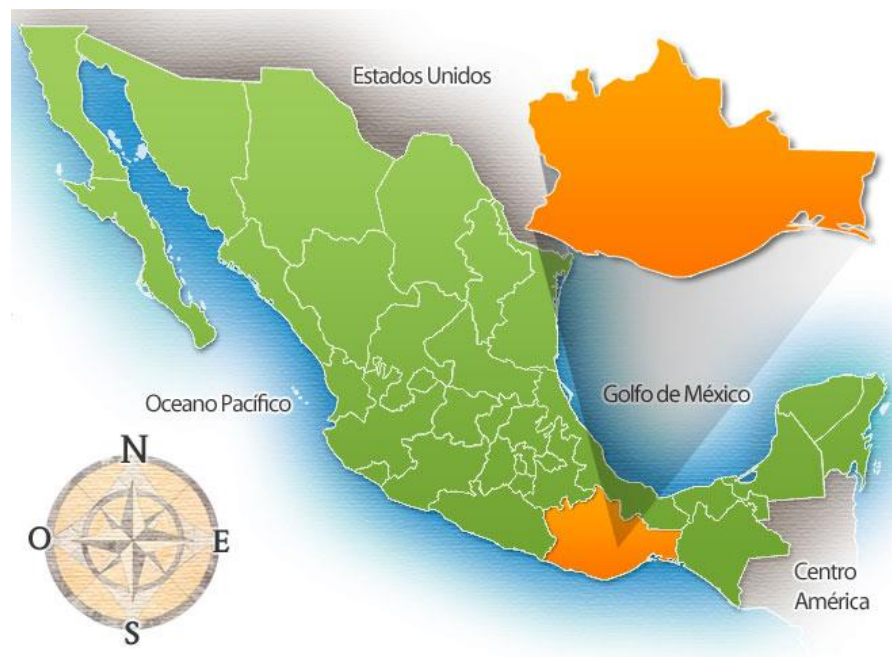 Estados Unidos
Golfo de México
Oceano Pacífico
N
O
E
S
Centro
América